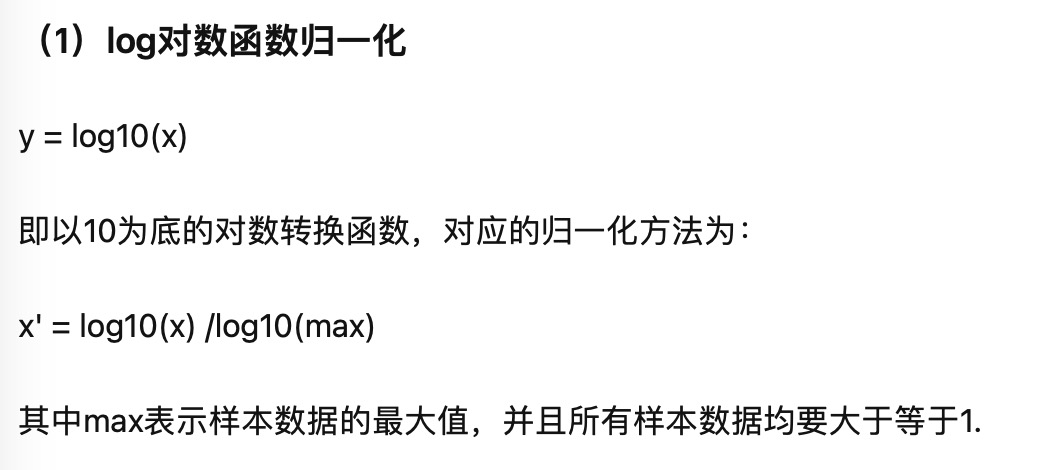 （1）log对数函数归一化
y = log10(x)
即以10为底的对数转换函数，对应的归一化方法为：
x' = log10(x) /log10(max)
其中max表示样本数据的最大值，并且所有样本数据均要大于等于1.